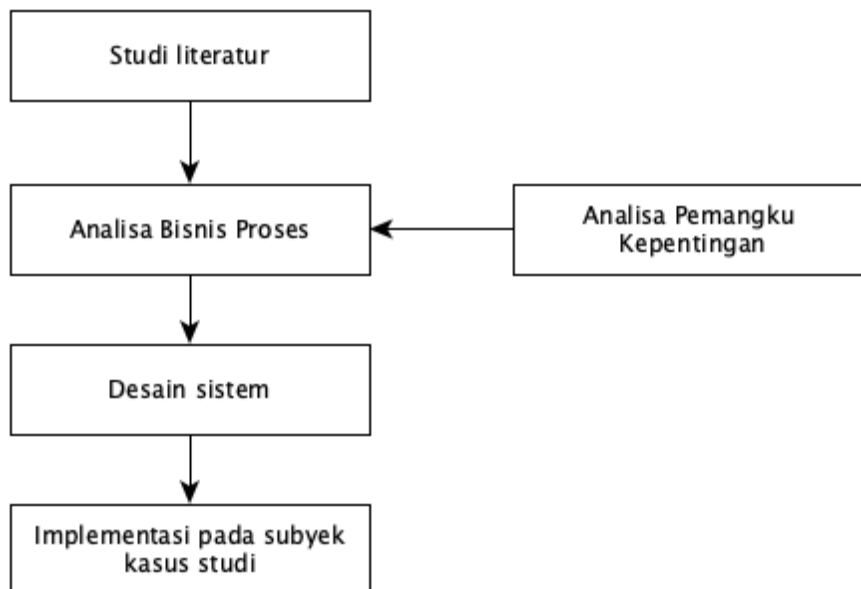 Studi literatur
Analisa Bisnis Proses
Analisa Pemangku
Kepentingan
Desain sistem
Implementasi pada subyek
kasus studi